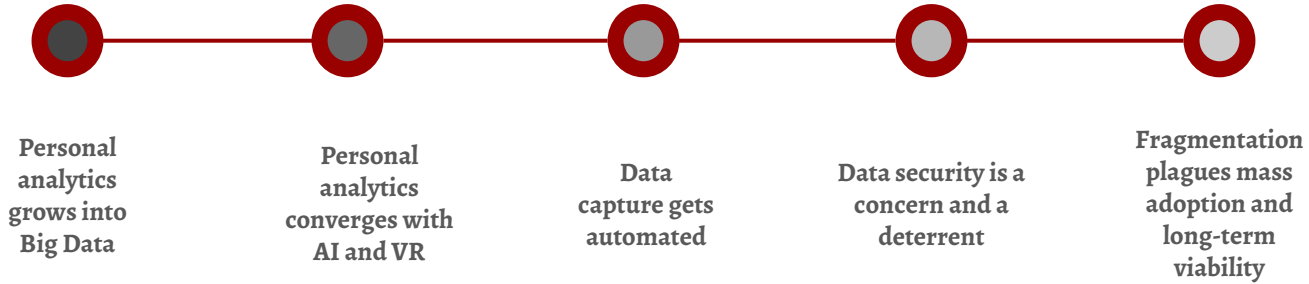 Personal
analytics
grows into
Big Data
Personal
analytics
converges with
AI and VR
Data
capture gets
automated
Data security is a
concern and a
deterrent
Fragmentation
plagues mass
adoption and
long-term
viability